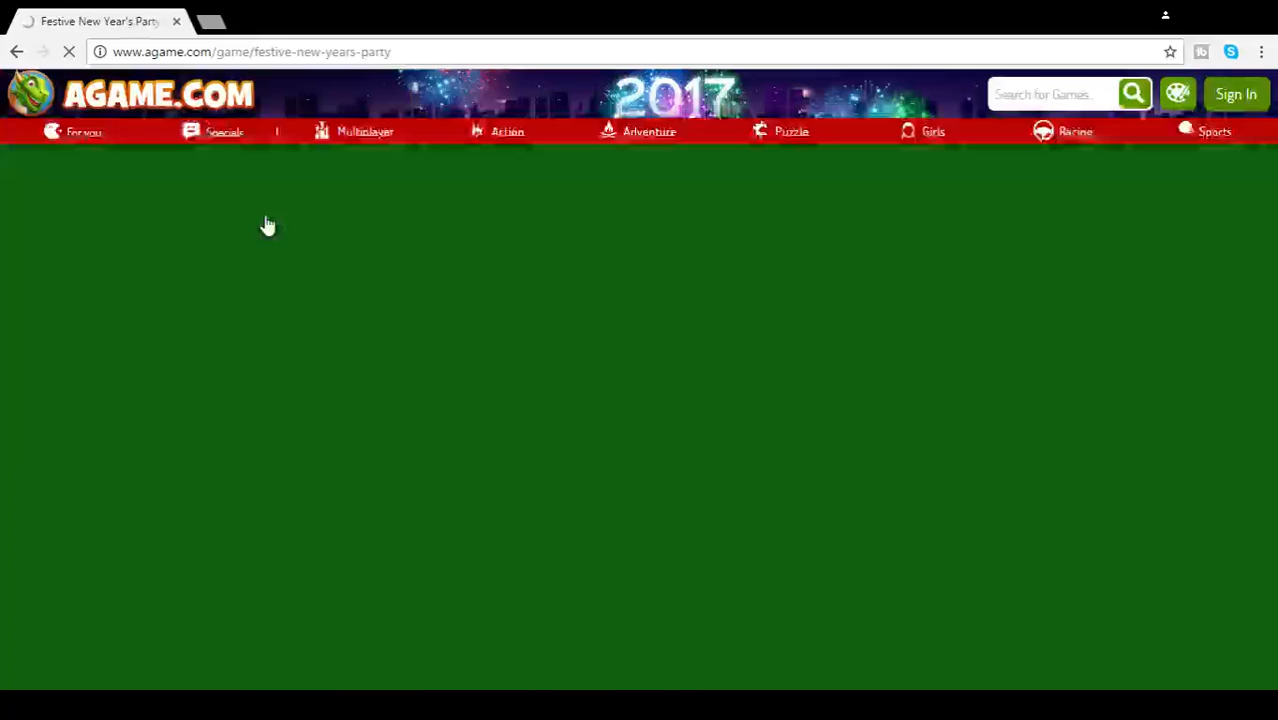 Festive New Year's Party
www.agame.com/game/festive-new-years-party
AGAME.COM
2017
Search for Games..
Sign In
For you
Specials
Multiplayer
Action
Adventure
Puzzle
Girls
Racing
Sports